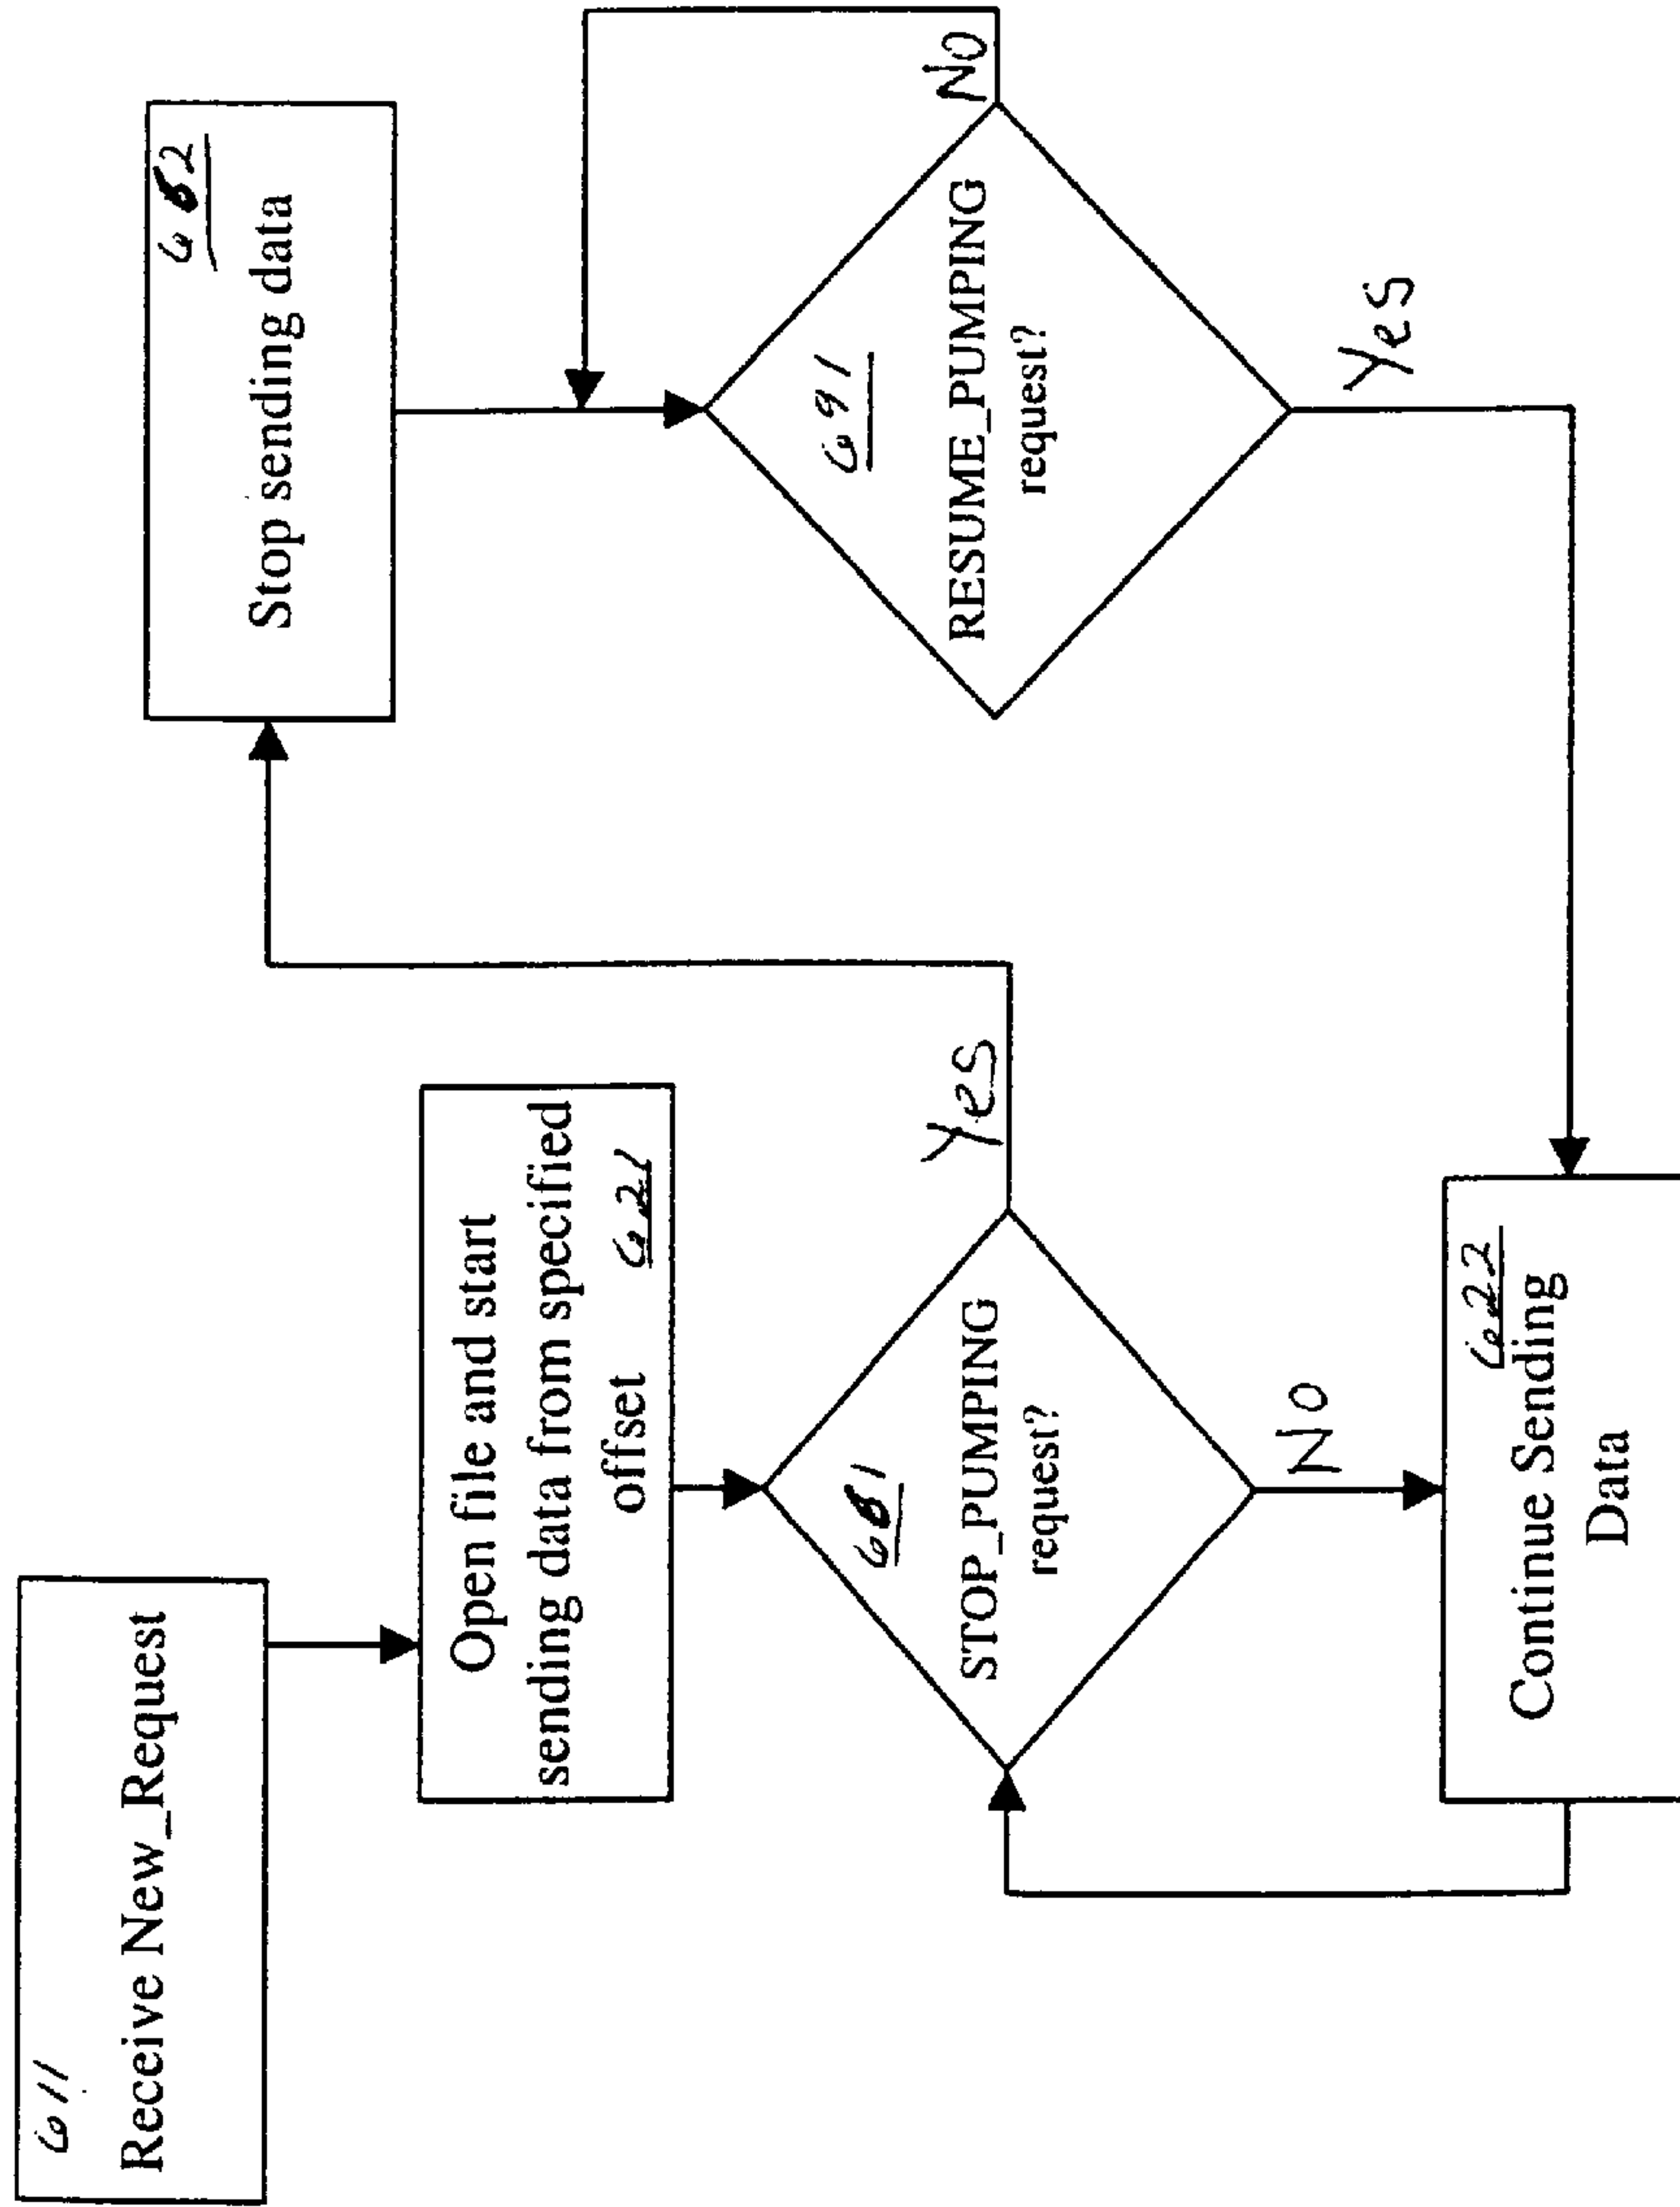 611
Receive New_Request
Open file and start
sending data from specified
offset
621
681
STOP_PUMPING
request?
Yes
NO
622
Continue Sending
Data
682
Stop sending data
691
RESUME_PUMPING
request?
NO
Yes